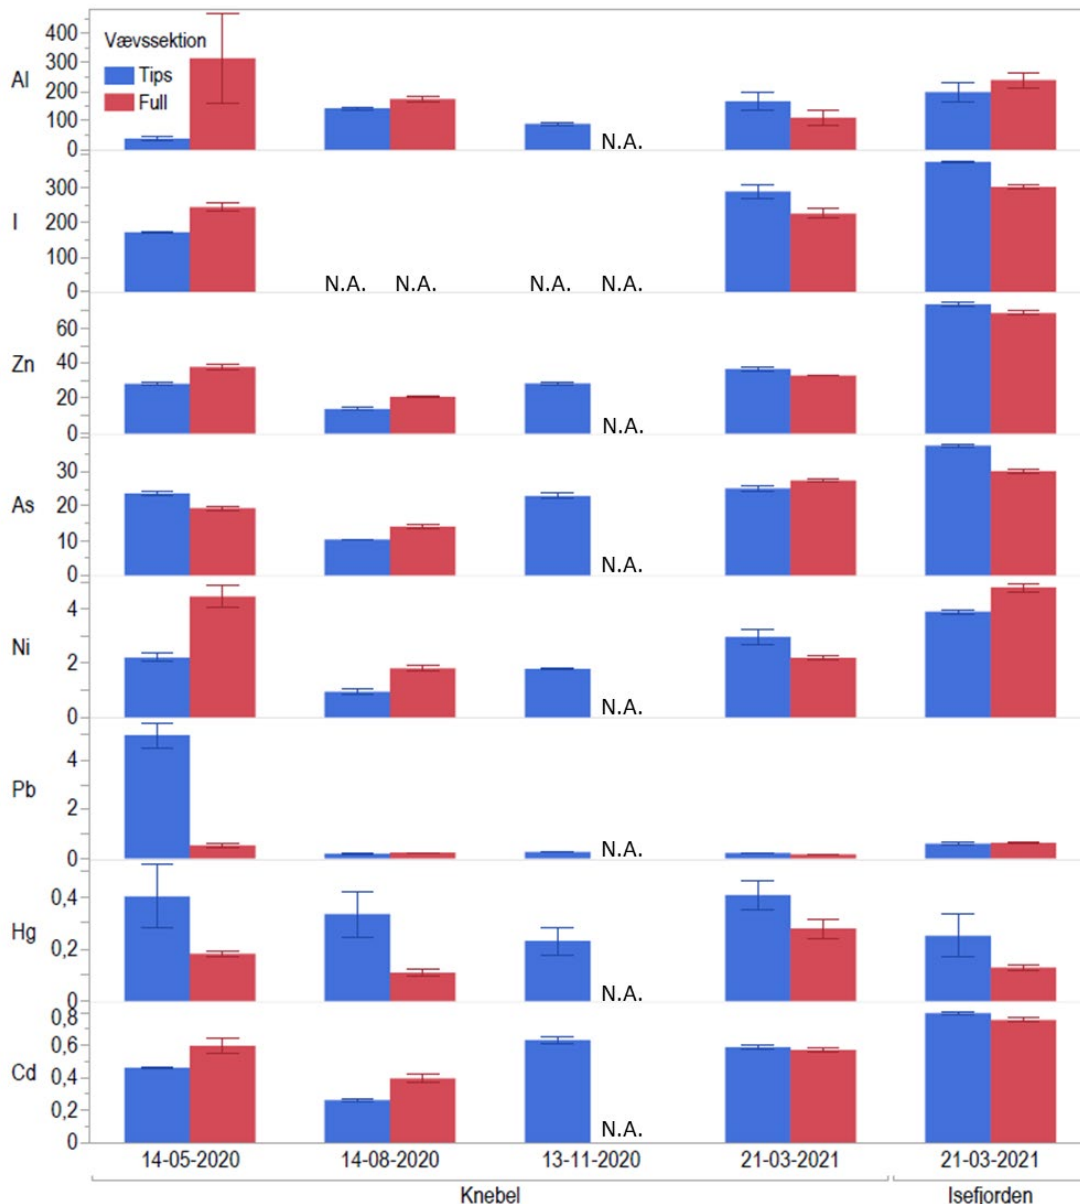 Vævssektion
Tips
Full
Al
400
300
200
100
0
N.A.
I
300
200
100
0
N.A. N.A. N.A. N.A.
Zn
60
40
20
0
N.A.
As
30
20
10
0
N.A.
Ni
4
2
0
N.A.
Pb
4
2
0
N.A.
Hg
0,4
0,2
0
N.A.
Cd
0,8
0,6
0,4
0,2
0
N.A.
14-05-2020 14-08-2020 13-11-2020 21-03-2021 21-03-2021
Knebel Isefjorden